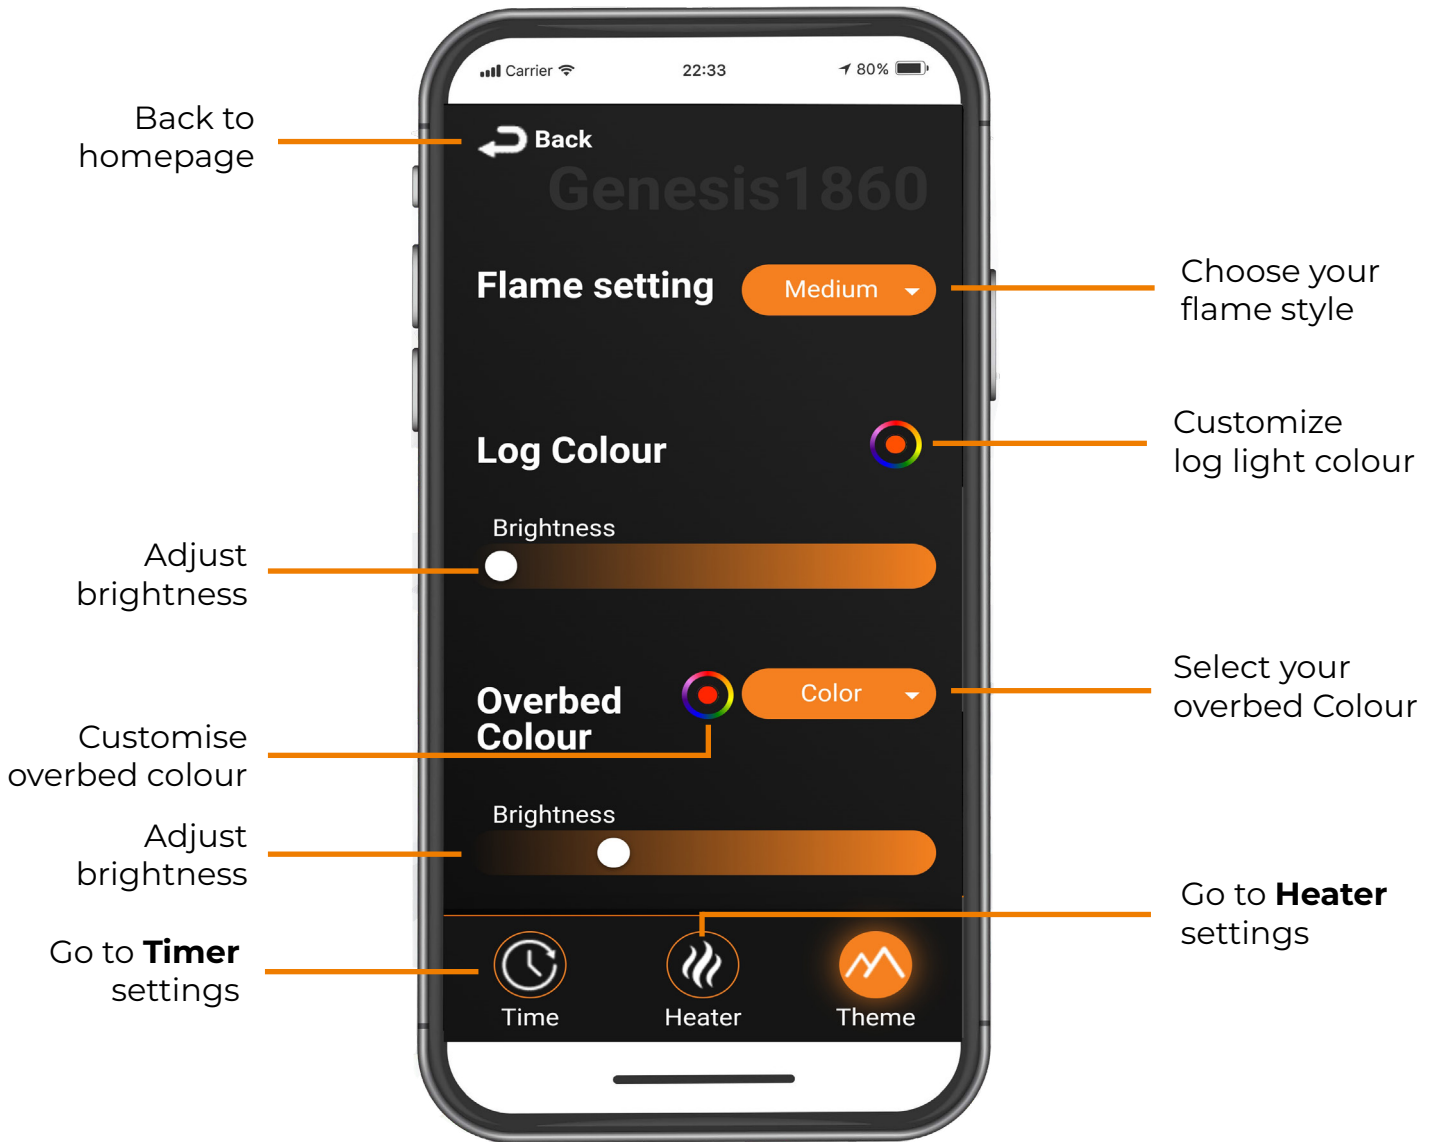 Carrier
22:33
80%
Back to
homepage
Back
Genesis1860
Flame setting
Medium
Choose your
flame style
Log Colour
Customize
log light colour
Brightness
Adjust
brightness
Overbed
Colour
Color
Select your
overbed Colour
Customise
overbed colour
Brightness
Adjust
brightness
Go to Heater
settings
Go to Timer
settings
Time
Heater
Theme